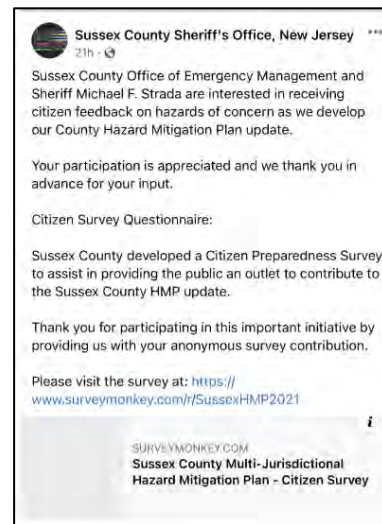 Sussex County Sheriff's Office, New Jersey ...
21h ·
Sussex County Office of Emergency Management and
Sheriff Michael F. Strada are interested in receiving
citizen feedback on hazards of concern as we develop
our County Hazard Mitigation Plan update.
Your participation is appreciated and we thank you in
advance for your input.
Citizen Survey Questionnaire:
Sussex County developed a Citizen Preparedness Survey
to assist in providing the public an outlet to contribute to
the Sussex County HMP update.
Thank you for participating in this important initiative by
providing us with your anonymous survey contribution.
Please visit the survey at: https://
www.surveymonkey.com/r/SussexHMP2021
i
SURVEYMONKEY.COM
Sussex County Multi-Jurisdictional
Hazard Mitigation Plan - Citizen Survey